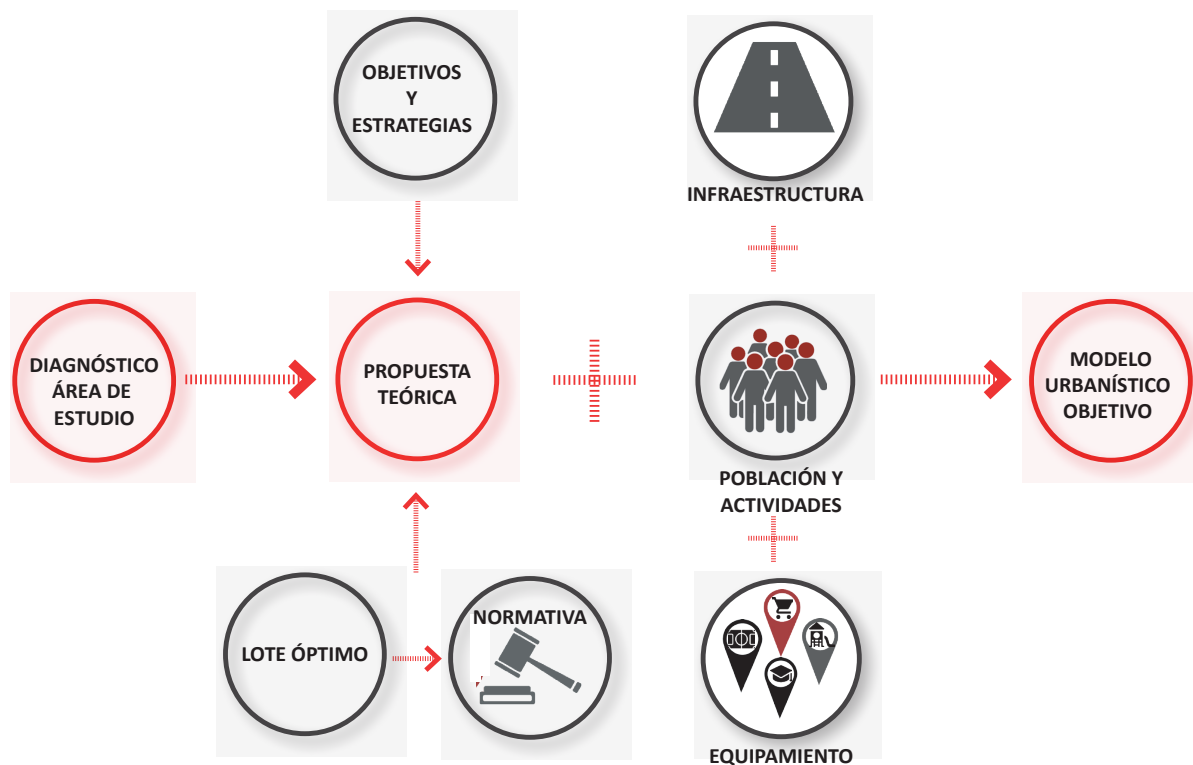 OBJETIVOS
Y
ESTRATEGIAS
INFRAESTRUCTURA
DIAGNÓSTICO
ÁREA DE
ESTUDIO
PROPUESTA
TEÓRICA
POBLACIÓN Y
ACTIVIDADES
MODELO
URBANÍSTICO
OBJETIVO
LOTE ÓPTIMO
NORMATIVA
EQUIPAMIENTO